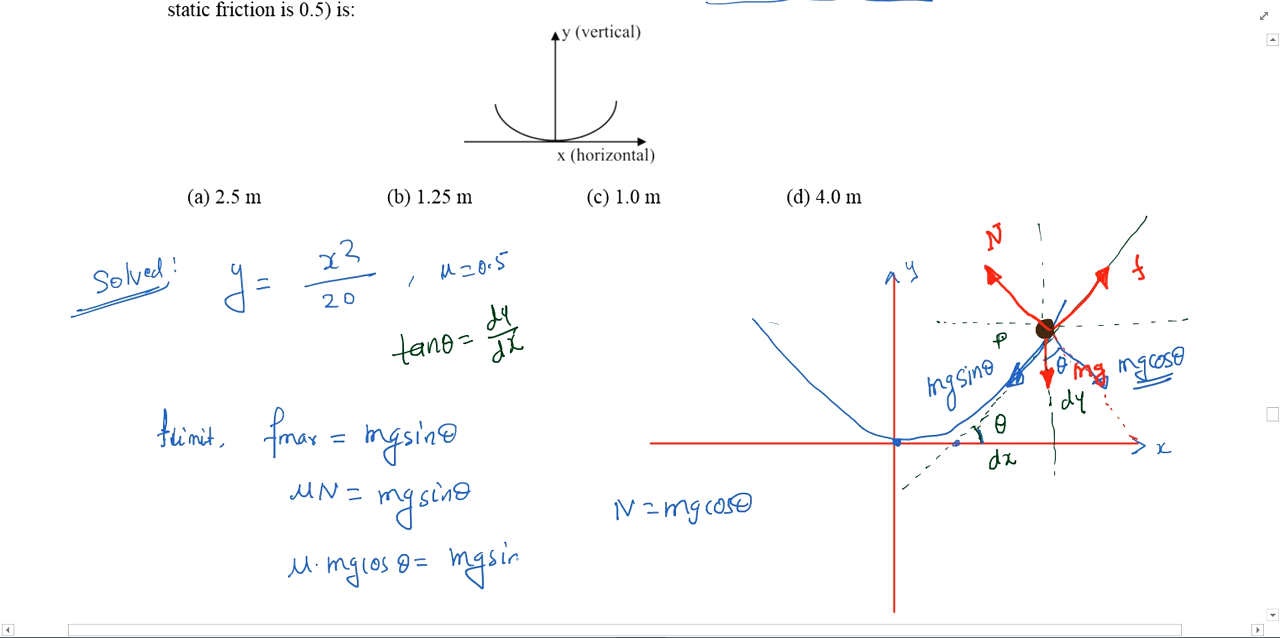 static friction is 0.5) is:
y (vertical)
x (horizontal)
(a) 2.5 m (b) 1.25 m (c) 1.0 m (d) 4.0 m
Solved! y = x²/20 , μ=0.5
tanθ = dy/dx
flimit, fmax = mgsinθ
μN = mgsinθ
N = mgcosθ
μ. mgcosθ = mgsin
y
N
f
P
mgsinθ
θ
mg
mgcosθ
dy
θ
dx
x